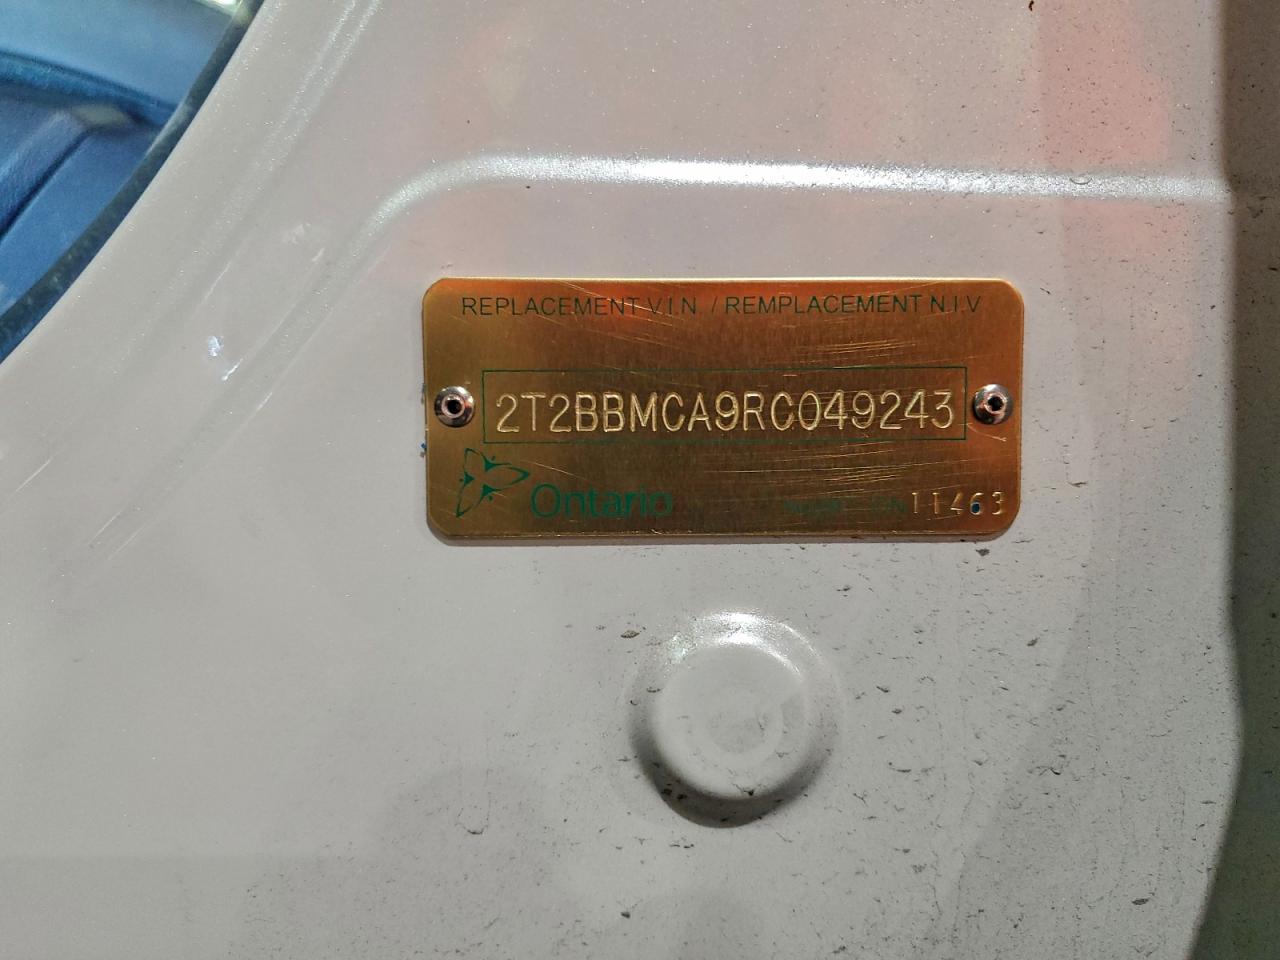 REPLACEMENT V.I.N. / REMPLACEMENT N.I.V
2T2BBMCA9RC049243
Ontario
11463